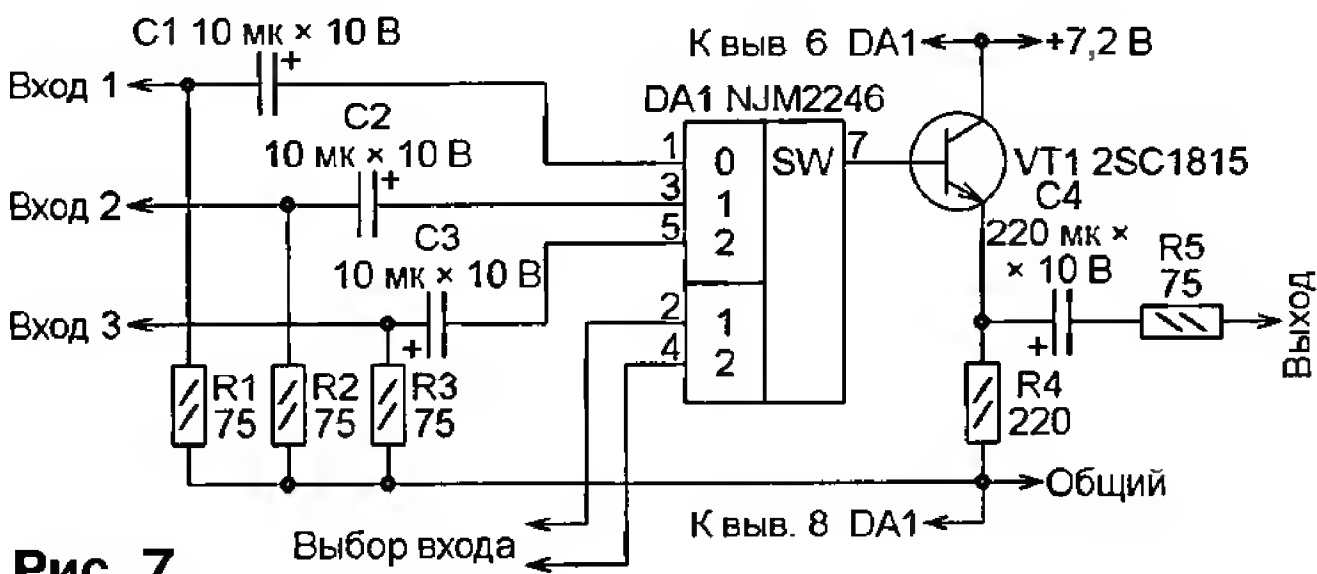 C1 10 мк × 10 В
+
Вход 1
К выв 6 DA1
+7,2 В
DA1 NJM2246
C2
10 мк × 10 В
+
1
0
SW
7
VT1 2SC1815
Вход 2
3
1
C3
10 мк × 10 В
5
2
C4
220 мк ×
× 10 В
R5
75
Вход 3
+
2
1
4
2
+
Выход
R1
75
R2
75
R3
75
R4
220
Общий
К выв. 8 DA1
Выбор входа
Рис. 7